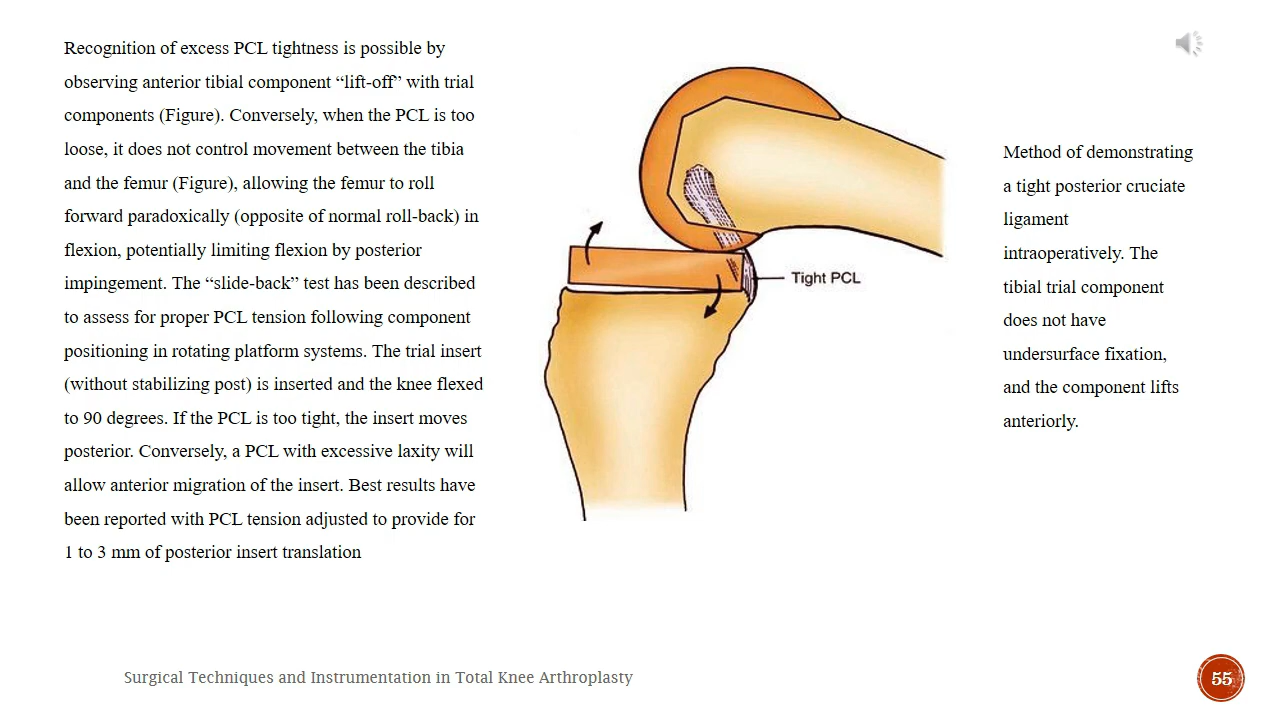 Recognition of excess PCL tightness is possible by
observing anterior tibial component “lift-off” with trial
components (Figure). Conversely, when the PCL is too
loose, it does not control movement between the tibia
and the femur (Figure), allowing the femur to roll
forward paradoxically (opposite of normal roll-back) in
flexion, potentially limiting flexion by posterior
impingement. The “slide-back” test has been described
to assess for proper PCL tension following component
positioning in rotating platform systems. The trial insert
(without stabilizing post) is inserted and the knee flexed
to 90 degrees. If the PCL is too tight, the insert moves
posterior. Conversely, a PCL with excessive laxity will
allow anterior migration of the insert. Best results have
been reported with PCL tension adjusted to provide for
1 to 3 mm of posterior insert translation
Tight PCL
Method of demonstrating
a tight posterior cruciate
ligament
intraoperatively. The
tibial trial component
does not have
undersurface fixation,
and the component lifts
anteriorly.
Surgical Techniques and Instrumentation in Total Knee Arthroplasty
55